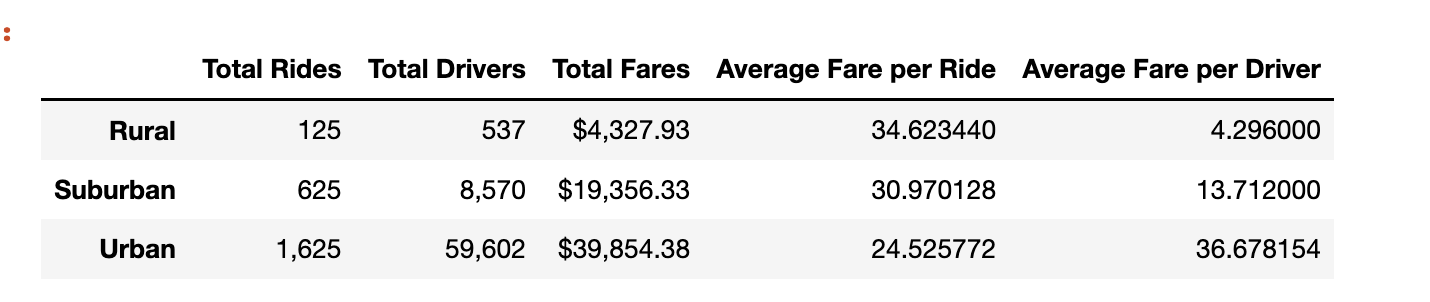 :
Total Rides Total Drivers Total Fares Average Fare per Ride Average Fare per Driver
Rural 125 537 $4,327.93 34.623440 4.296000
Suburban 625 8,570 $19,356.33 30.970128 13.712000
Urban 1,625 59,602 $39,854.38 24.525772 36.678154